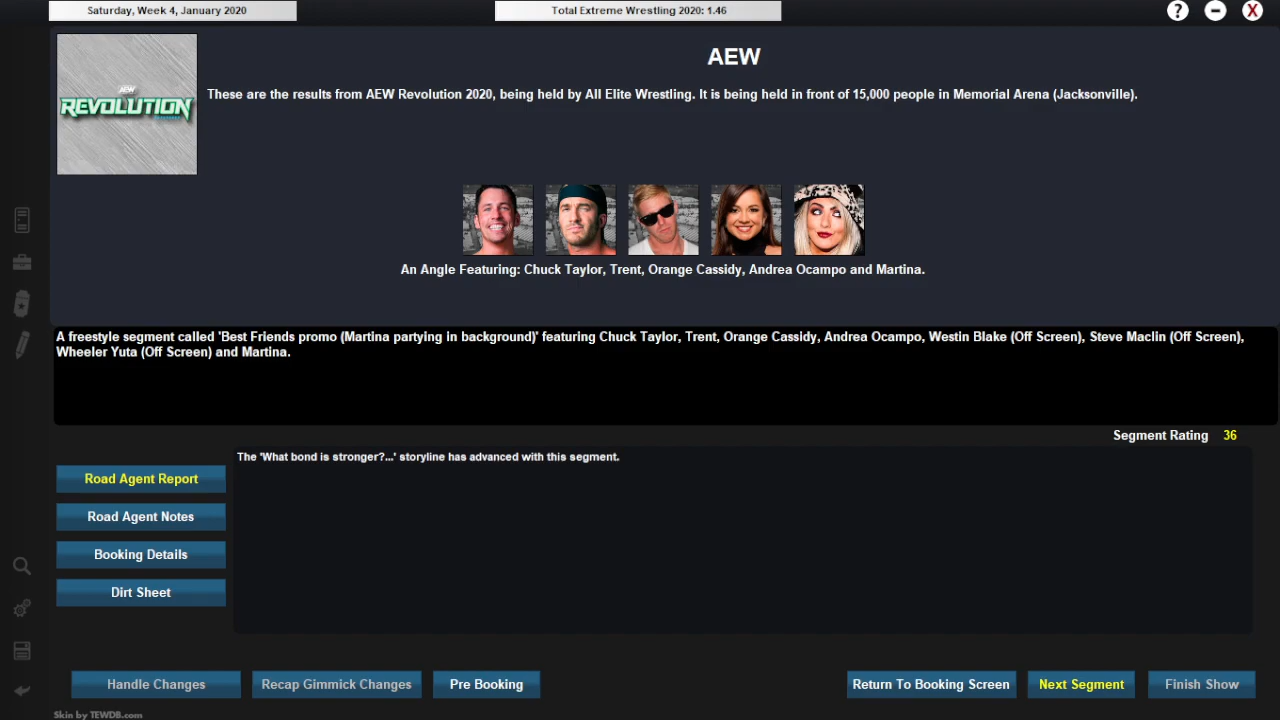 Saturday, Week 4, January 2020
Total Extreme Wrestling 2020: 1.46
?
X
AEW
AEW
REVOLUTION
These are the results from AEW Revolution 2020, being held by All Elite Wrestling. It is being held in front of 15,000 people in Memorial Arena (Jacksonville).
An Angle Featuring: Chuck Taylor, Trent, Orange Cassidy, Andrea Ocampo and Martina.
A freestyle segment called 'Best Friends promo (Martina partying in background)' featuring Chuck Taylor, Trent, Orange Cassidy, Andrea Ocampo, Westin Blake (Off Screen), Steve Maclin (Off Screen),
Wheeler Yuta (Off Screen) and Martina.
Segment Rating 36
Road Agent Report
Road Agent Notes
Booking Details
Dirt Sheet
The 'What bond is stronger?...' storyline has advanced with this segment.
Handle Changes
Recap Gimmick Changes
Pre Booking
Return To Booking Screen
Next Segment
Finish Show
Skin by TEWDB.com